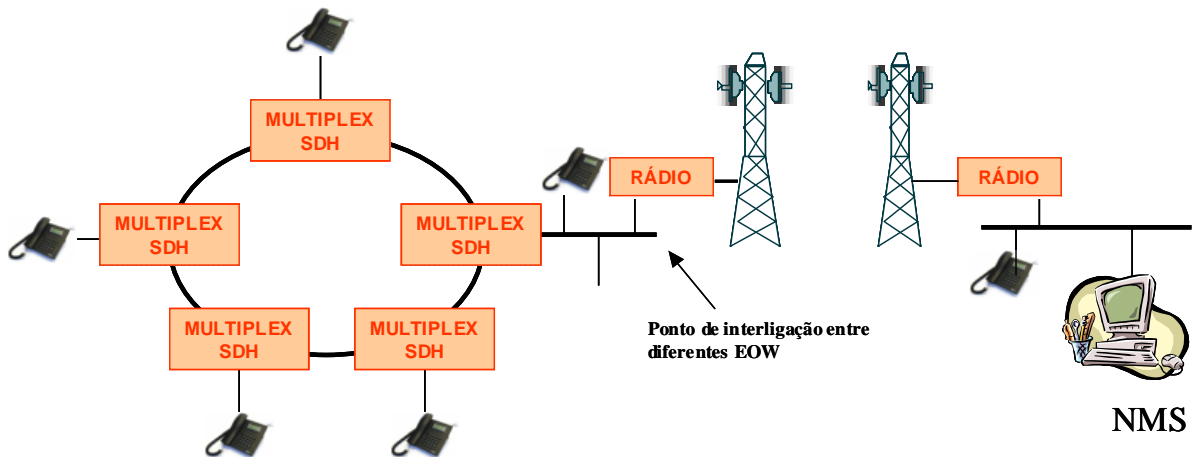 MULTIPLEX
SDH
MULTIPLEX
SDH
MULTIPLEX
SDH
MULTIPLEX
SDH
MULTIPLEX
SDH
RÁDIO
RÁDIO
Ponto de interligação entre
diferentes EOW
NMS